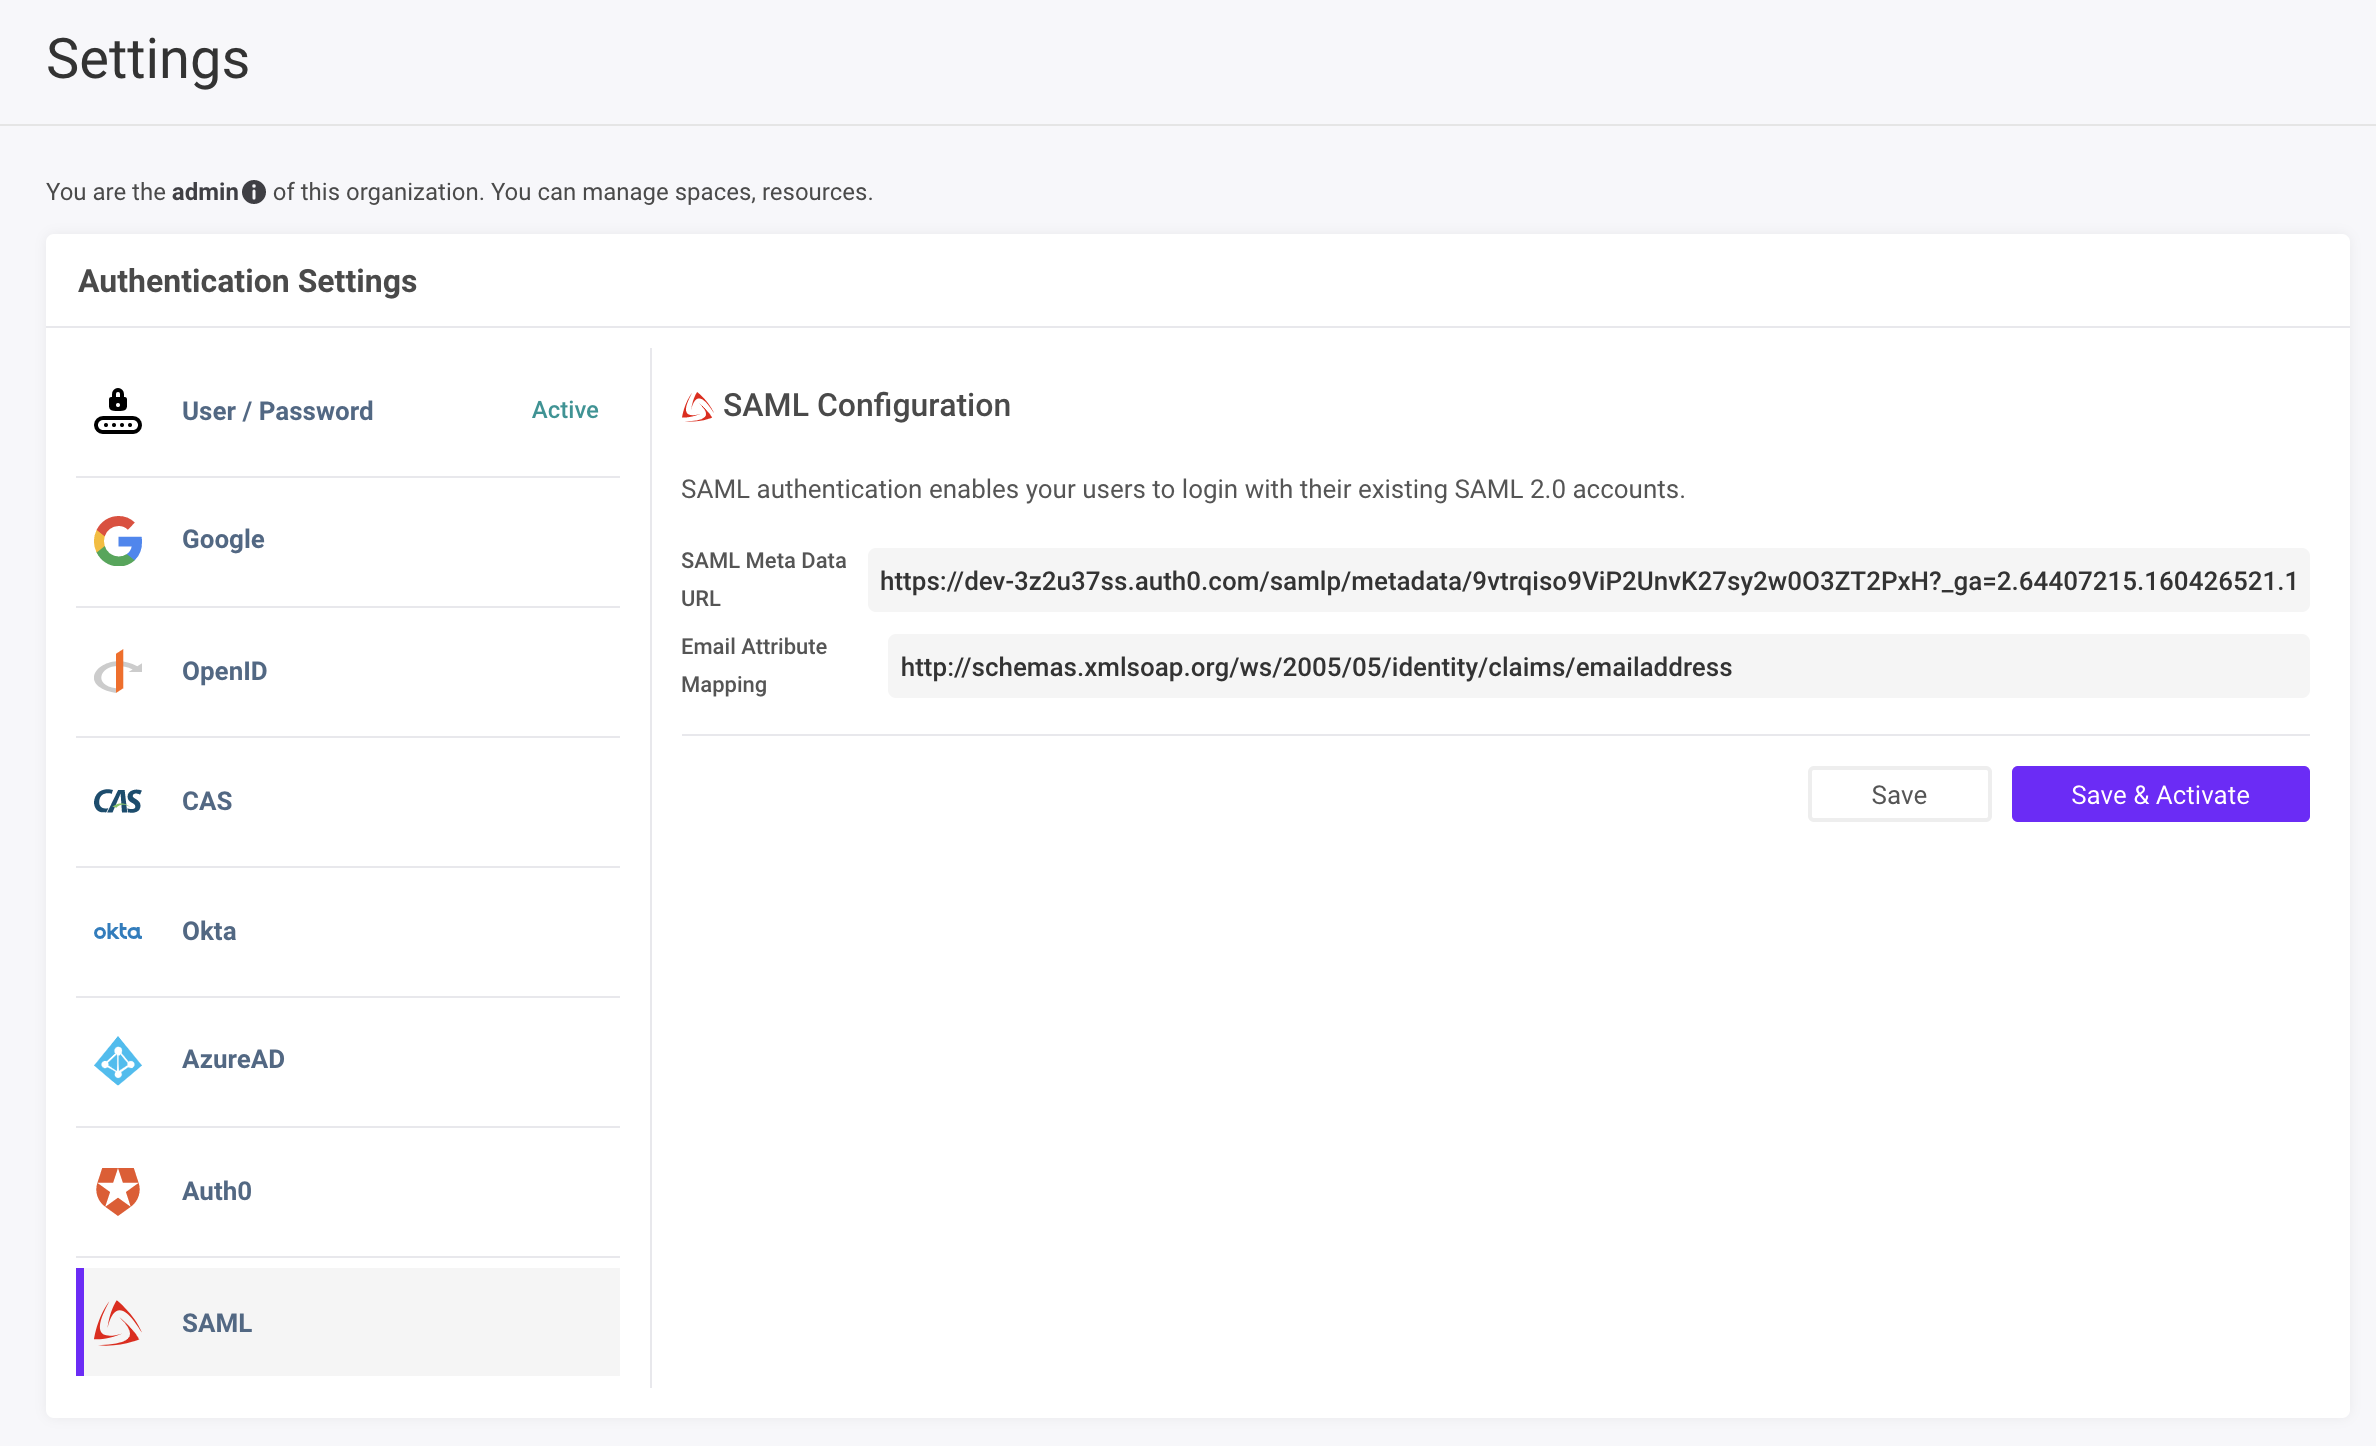 Settings
You are the admin of this organization. You can manage spaces, resources.
Authentication Settings
User / Password
Active
Google
OpenID
CAS
CAS
okta
Okta
AzureAD
Auth0
SAML
SAML Configuration
SAML authentication enables your users to login with their existing SAML 2.0 accounts.
SAML Meta Data
URL
https://dev-3z2u37ss.auth0.com/samlp/metadata/9vtrqiso9ViP2UnvK27sy2w0O3ZT2PxH?_ga=2.64407215.160426521.1
Email Attribute
Mapping
http://schemas.xmlsoap.org/ws/2005/05/identity/claims/emailaddress
Save
Save & Activate